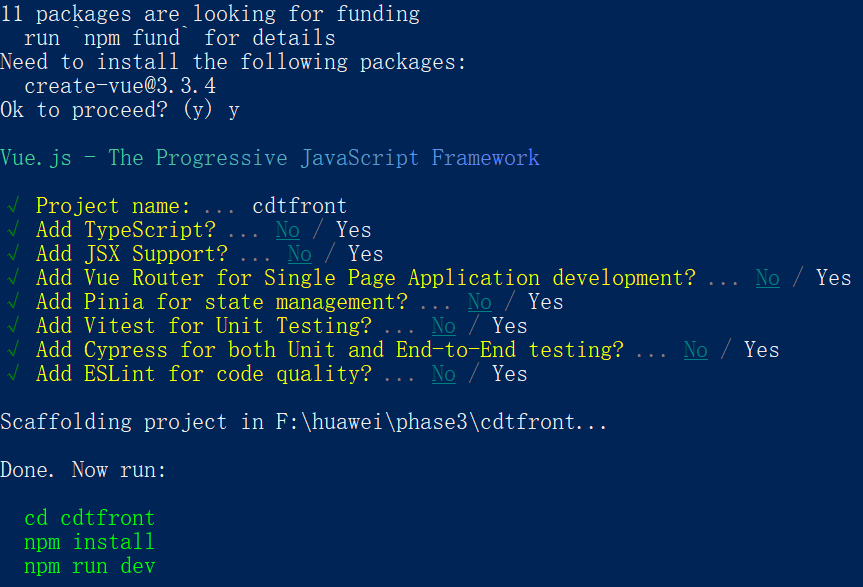 11 packages are looking for funding
run `npm fund` for details
Need to install the following packages:
create-vue@3.3.4
Ok to proceed? (y) y
Vue.js - The Progressive JavaScript Framework
√ Project name: ... cdtfront
√ Add TypeScript? ... No / Yes
√ Add JSX Support? ... No / Yes
√ Add Vue Router for Single Page Application development? ... No / Yes
√ Add Pinia for state management? ... No / Yes
√ Add Vitest for Unit Testing? ... No / Yes
√ Add Cypress for both Unit and End-to-End testing? ... No / Yes
√ Add ESLint for code quality? ... No / Yes
Scaffolding project in F:\huawei\phase3\cdtfront...
Done. Now run:
cd cdtfront
npm install
npm run dev